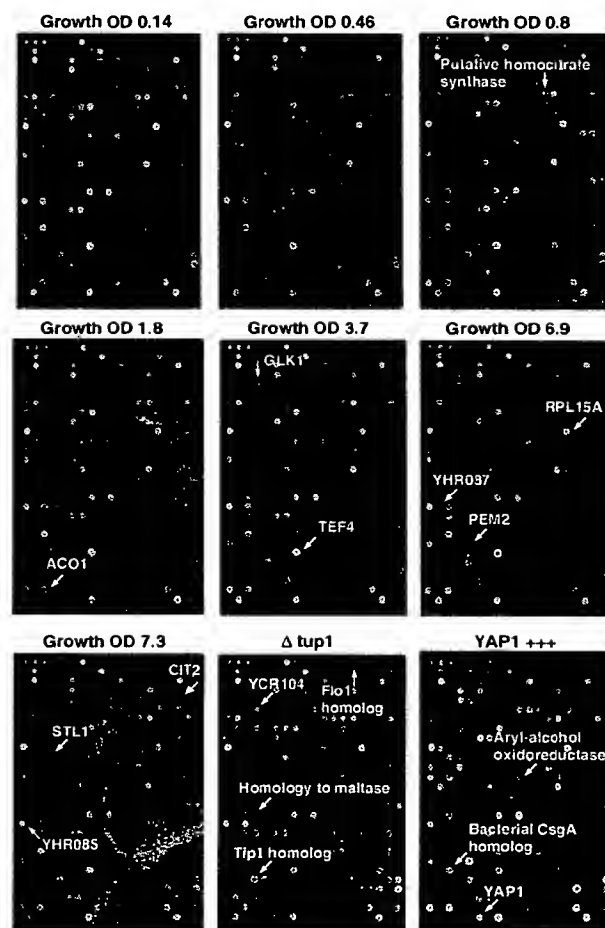 Growth OD 0.14
Growth OD 0.46
Growth OD 0.8
Putative homocitrate
synthase
Growth OD 1.8
Growth OD 3.7
Growth OD 6.9
GLK1
RPL15A
YHR087
PEM2
TEF4
ACO1
Growth OD 7.3
Δ tup1
YAP1 +++
CIT2
YCR104
Flo1
homolog
STL1
Aryl-alcohol
oxidoreductase
Homology to maltase
Bacterial CsgA
homolog
YHR085
Tip1 homolog
YAP1